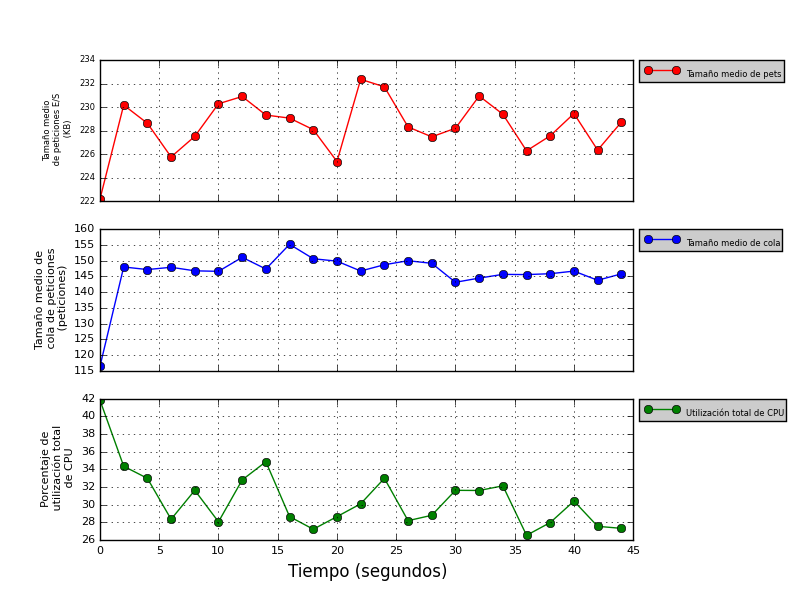 234
232
230
228
226
224
222
Tamaño medio
de peticiones E/S
(KB)
Tamaño medio de pets
160
155
150
145
140
135
130
125
120
115
Tamaño medio de
cola de peticiones
(peticiones)
Tamaño medio de cola
42
40
38
36
34
32
30
28
26
Porcentaje de
utilización total
de CPU
Utilización total de CPU
0 5 10 15 20 25 30 35 40 45
Tiempo (segundos)